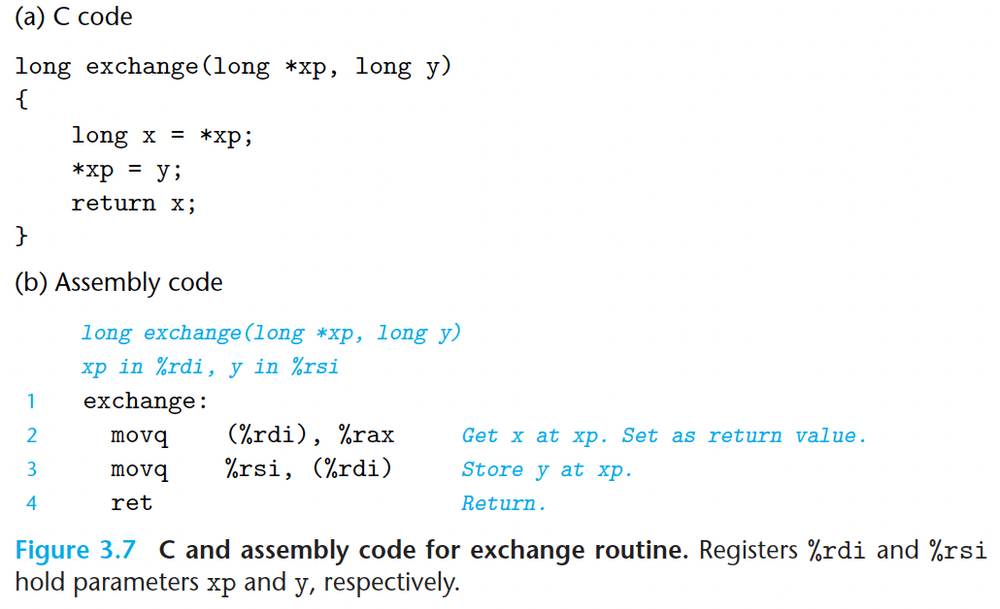 (a) C code
long exchange(long *xp, long y)
{
    long x = *xp;
    *xp = y;
    return x;
}
(b) Assembly code
long exchange(long *xp, long y)
xp in %rdi, y in %rsi
1 exchange:
2 movq (%rdi), %rax Get x at xp. Set as return value.
3 movq %rsi, (%rdi) Store y at xp.
4 ret Return.
Figure 3.7 C and assembly code for exchange routine. Registers %rdi and %rsi
hold parameters xp and y, respectively.